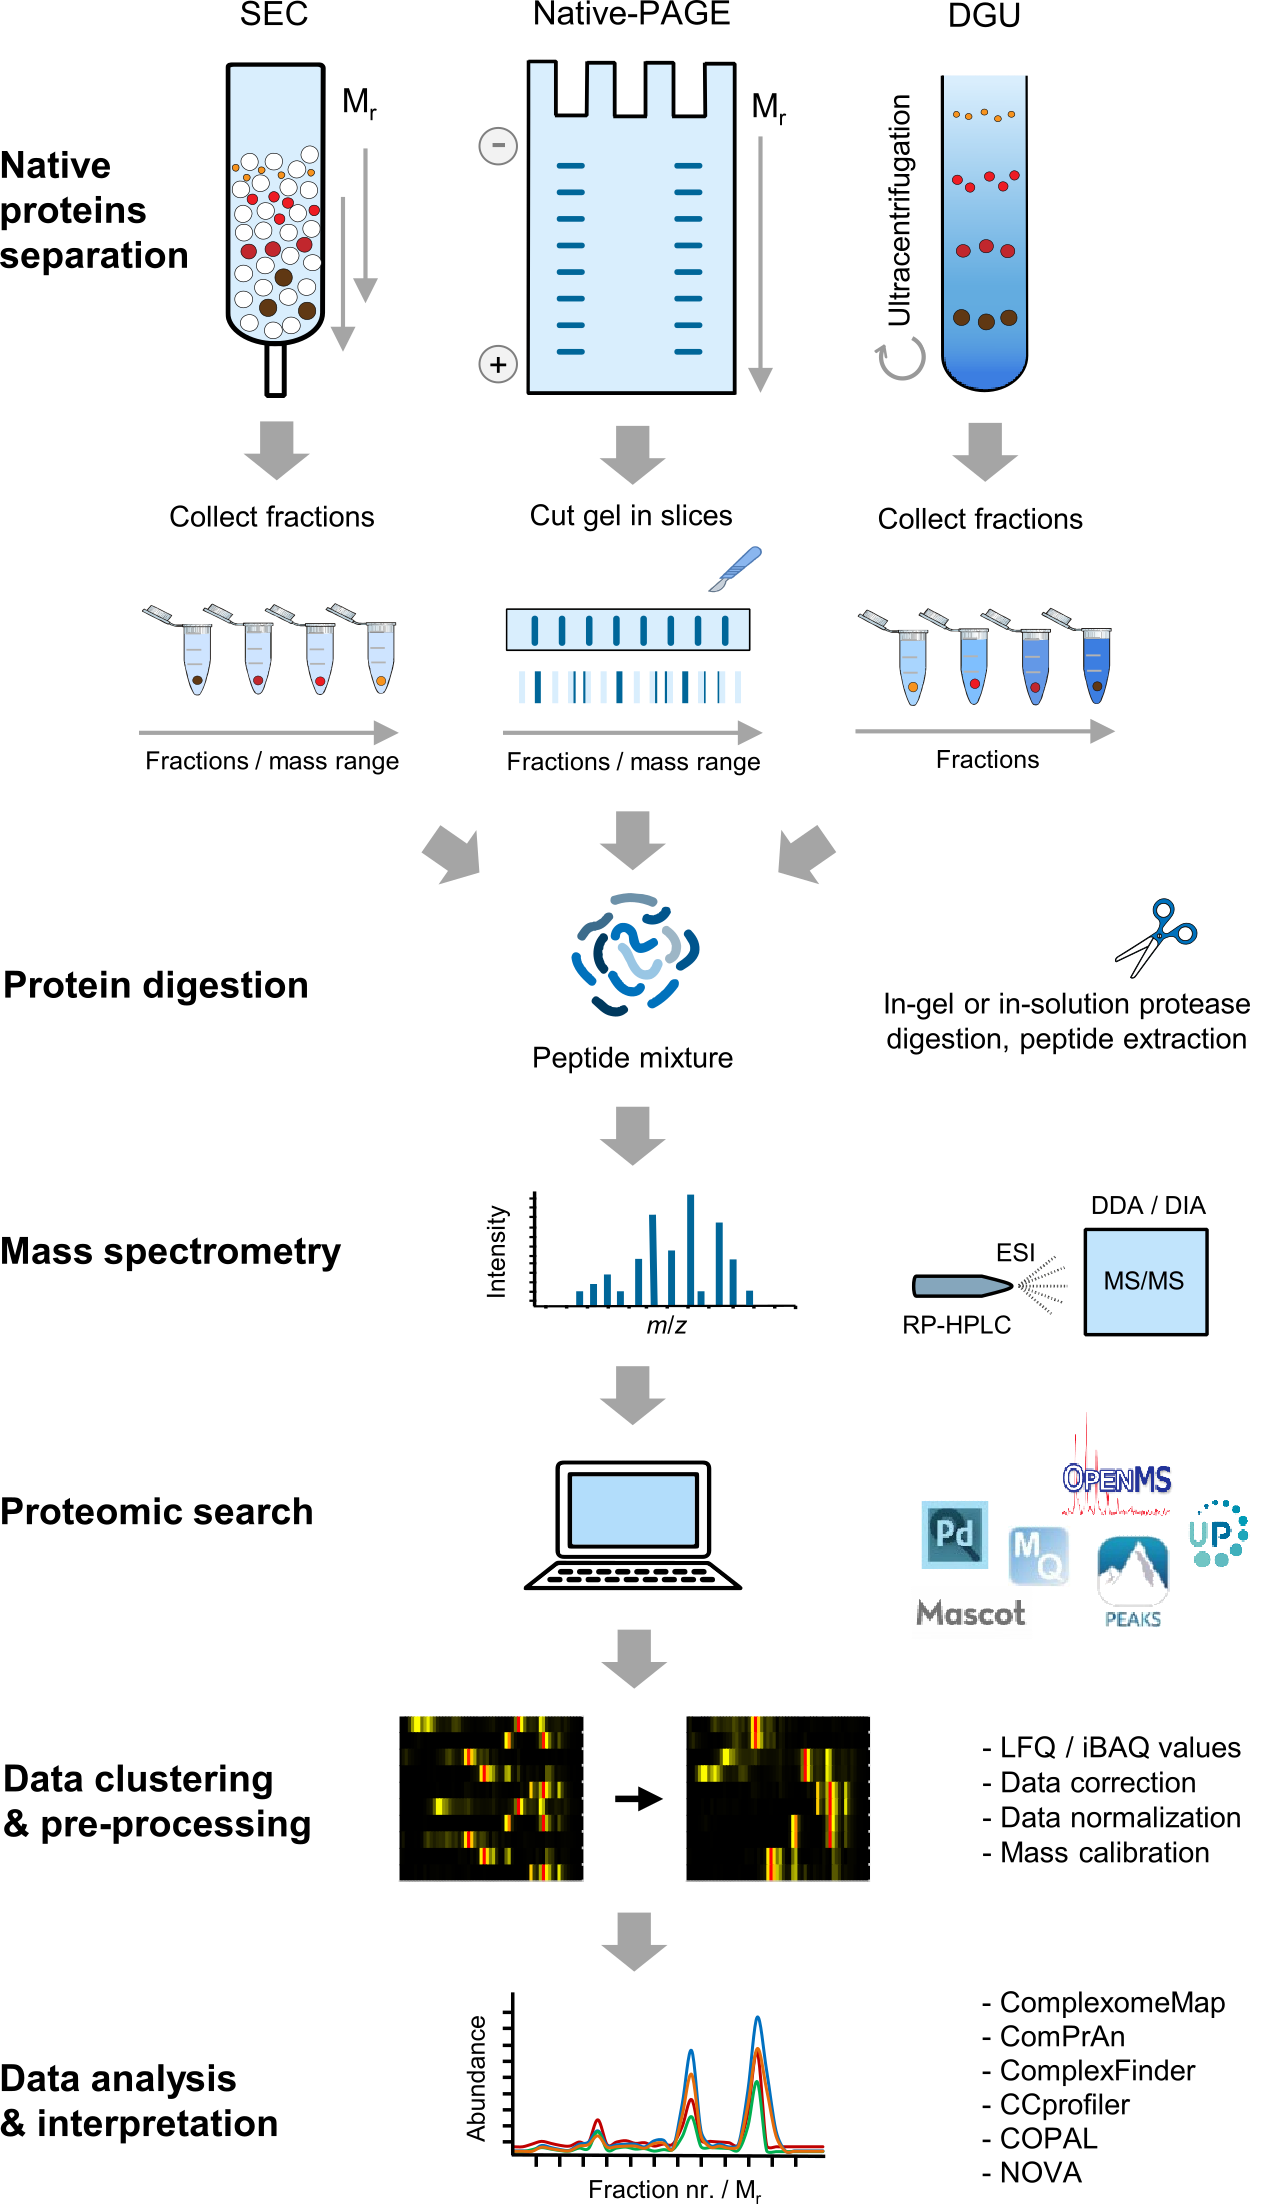 SEC
Native-PAGE
DGU
Mr
Mr
Ultracentrifugation
Native
proteins
separation
-
+
Collect fractions
Cut gel in slices
Collect fractions
Fractions / mass range
Fractions / mass range
Fractions
Protein digestion
Peptide mixture
In-gel or in-solution protease
digestion, peptide extraction
Mass spectrometry
Intensity
m/z
DDA / DIA
ESI
MS/MS
RP-HPLC
Proteomic search
OPENMS
Pd
MQ
UP
Mascot
PEAKS
Data clustering
& pre-processing
- LFQ / iBAQ values
- Data correction
- Data normalization
- Mass calibration
Data analysis
& interpretation
Abundance
Fraction nr. / Mr
- ComplexomeMap
- ComPrAn
- ComplexFinder
- CCprofiler
- COPAL
- NOVA